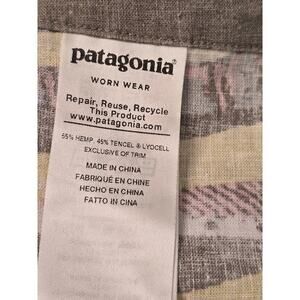 patagonia®
WORN WEAR
Repair, Reuse, Recycle
This Product
www.patagonia.com
55% HEMP, 45% TENCEL ® LYOCELL
EXCLUSIVE OF TRIM
MADE IN CHINA
FABRIQUÉ EN CHINE
HECHO EN CHINA
FATTO IN CINA